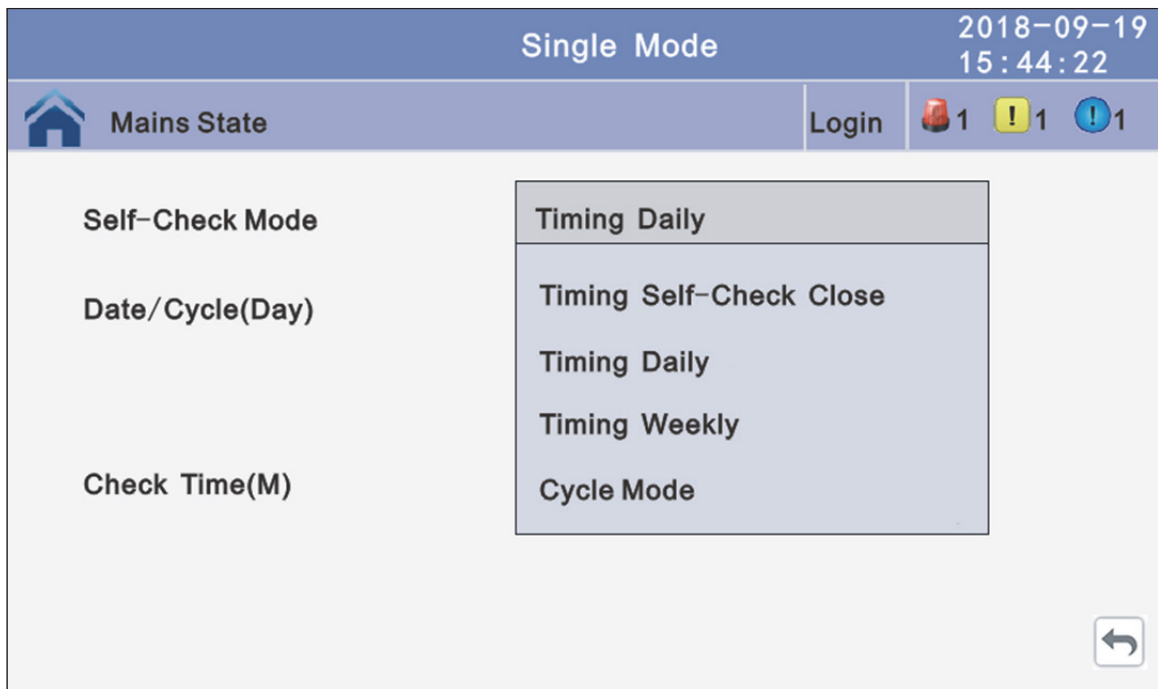 Single Mode
2018-09-19
15:44:22
Mains State
Login
1
! 1
! 1
Self-Check Mode
Timing Daily
Timing Self-Check Close
Date/Cycle(Day)
Timing Daily
Timing Weekly
Check Time(M)
Cycle Mode